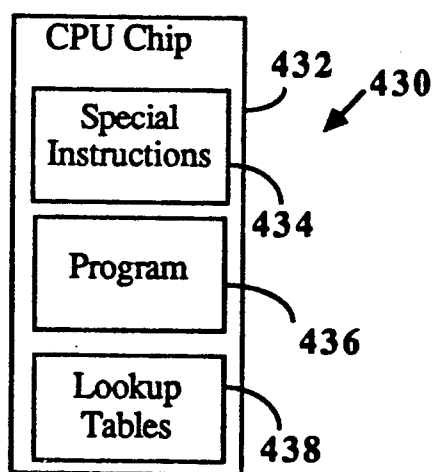 CPU Chip
432
430
Special
Instructions
434
Program
436
Lookup
Tables
438